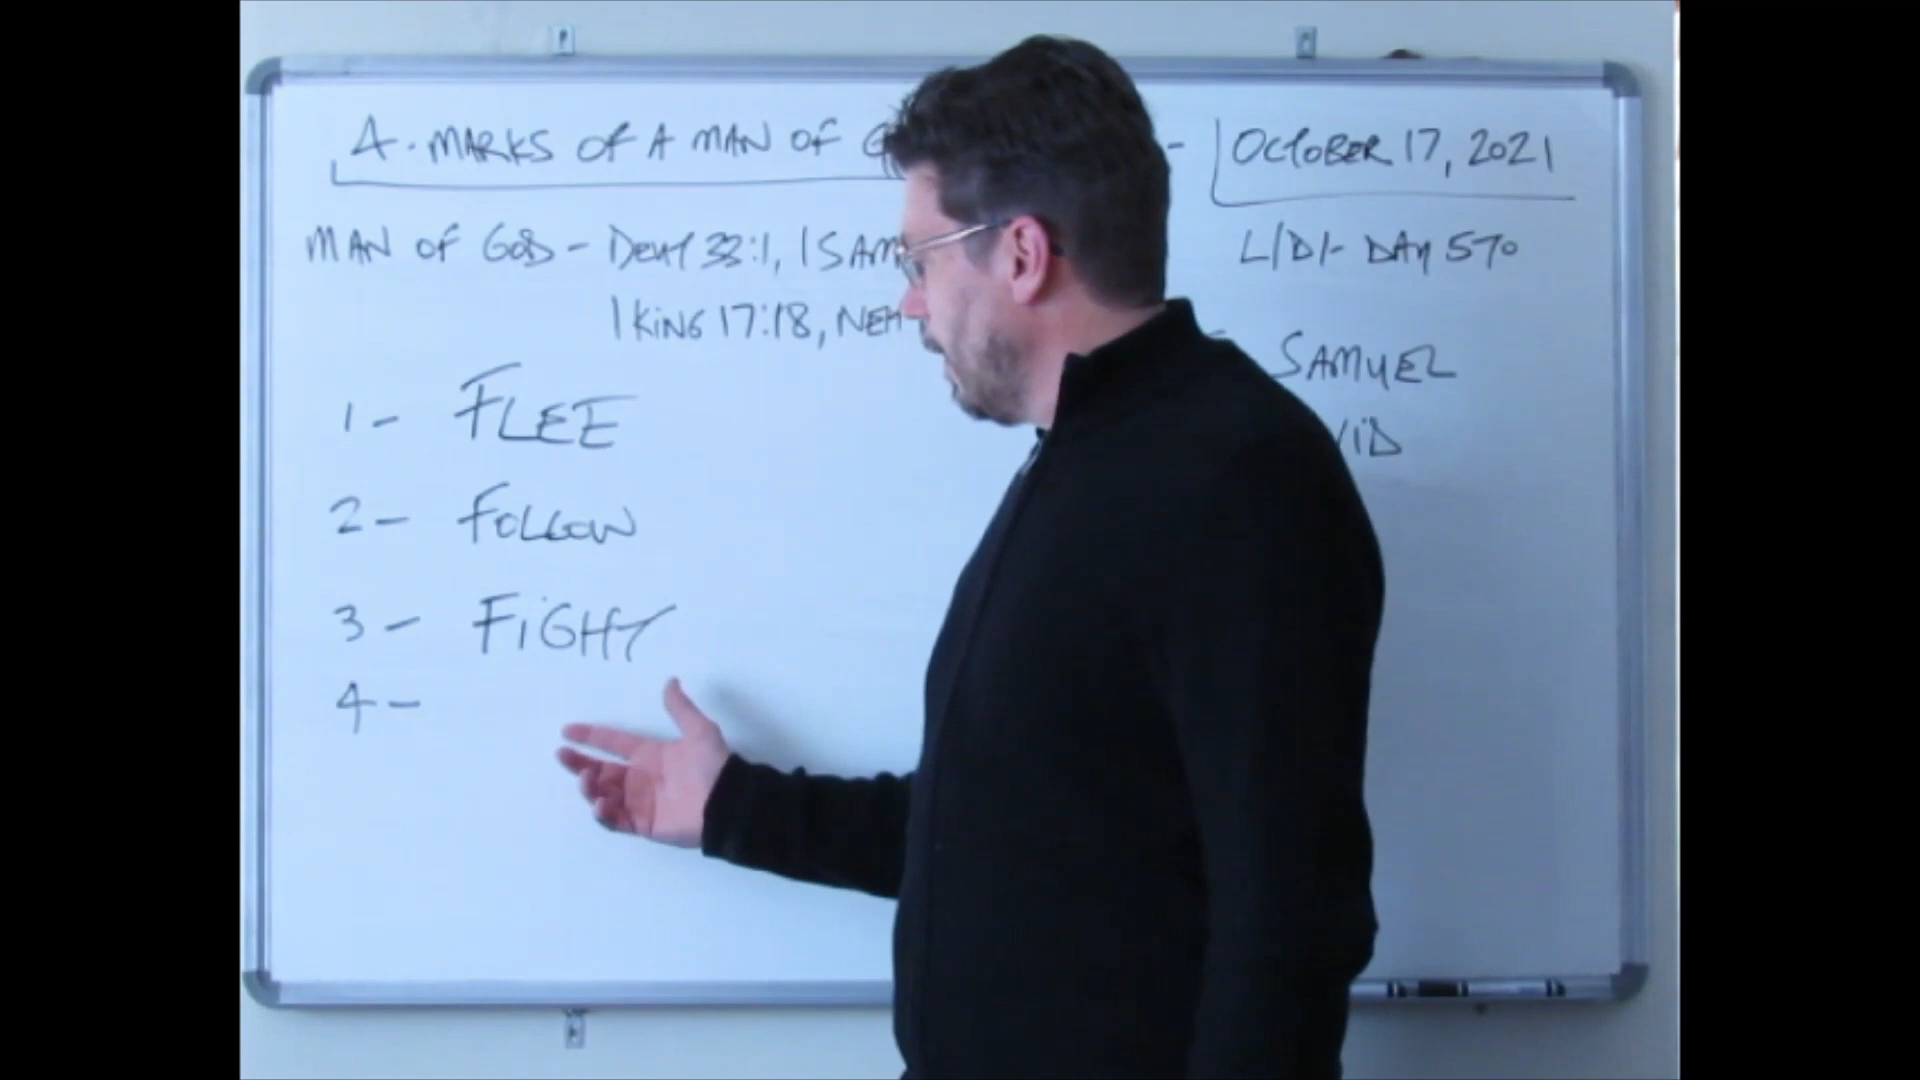 4. MARKS OF A MAN OF
- OCTOBER 17, 2021
MAN OF GOD - Deut 33:1, 1 SAM
L/D/- DAY 570
1 KING 17:18, NEH
SAMUEL
1 - FLEE
2 - FOLLOW
3 - FiGHT
4 -